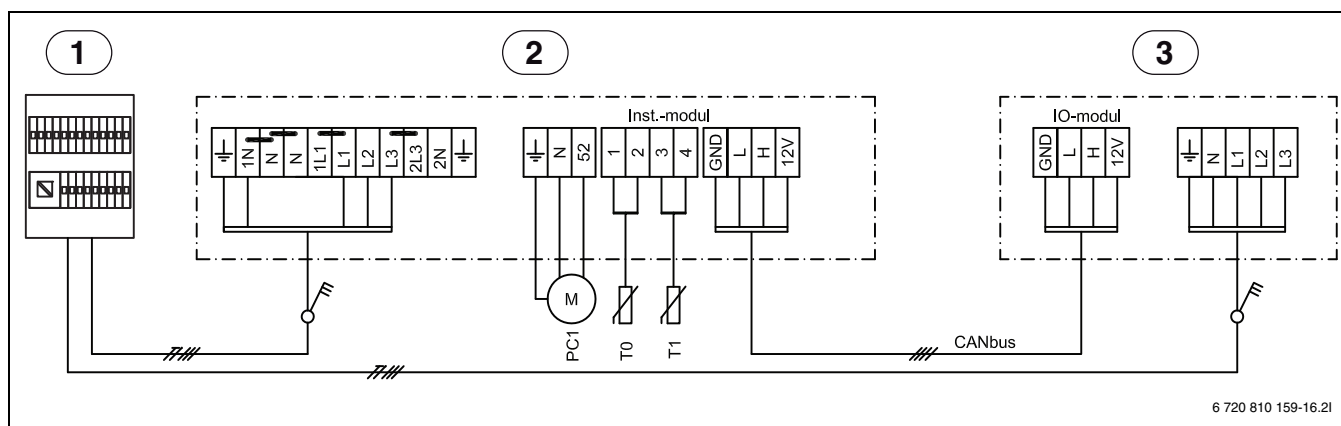 1
2
3
Inst.-modul
IO-modul
1N N N 1L1 L1 L2 L3 2L3 2N
N 52
1 2 3 4
GND L H 12V
GND L H 12V
N L1 L2 L3
M
PC1
T0
T1
CANbus
6 720 810 159-16.2I